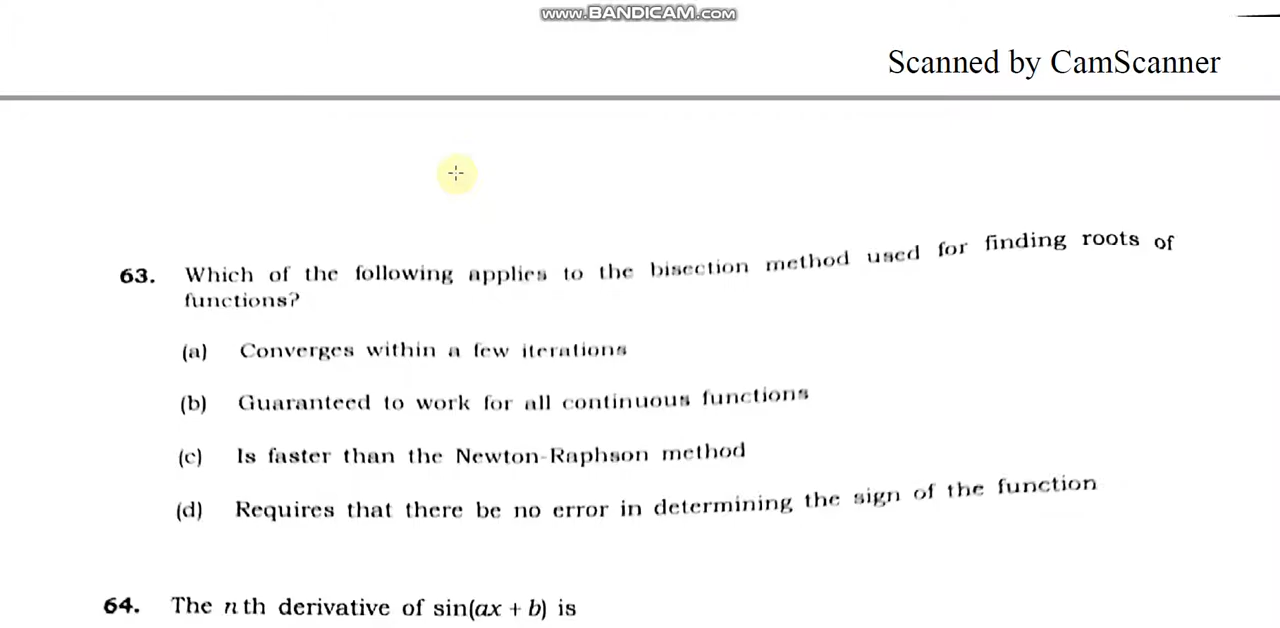 www.BANDICAM.com
Scanned by CamScanner
63. Which of the following applies to the bisection method used for finding roots of
functions?
(a) Converges within a few iterations
(b) Guaranteed to work for all continuous functions
(c) Is faster than the Newton-Raphson method
(d) Requires that there be no error in determining the sign of the function
64. The nth derivative of sin(ax + b) is